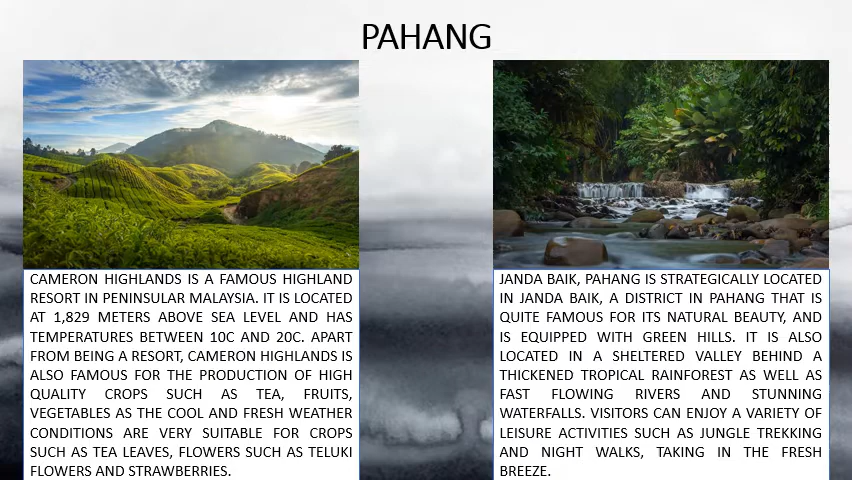 PAHANG
CAMERON HIGHLANDS IS A FAMOUS HIGHLAND
RESORT IN PENINSULAR MALAYSIA. IT IS LOCATED
AT 1,829 METERS ABOVE SEA LEVEL AND HAS
TEMPERATURES BETWEEN 10C AND 20C. APART
FROM BEING A RESORT, CAMERON HIGHLANDS IS
ALSO FAMOUS FOR THE PRODUCTION OF HIGH
QUALITY CROPS SUCH AS TEA, FRUITS,
VEGETABLES AS THE COOL AND FRESH WEATHER
CONDITIONS ARE VERY SUITABLE FOR CROPS
SUCH AS TEA LEAVES, FLOWERS SUCH AS TELUKI
FLOWERS AND STRAWBERRIES.
JANDA BAIK, PAHANG IS STRATEGICALLY LOCATED
IN JANDA BAIK, A DISTRICT IN PAHANG THAT IS
QUITE FAMOUS FOR ITS NATURAL BEAUTY, AND
IS EQUIPPED WITH GREEN HILLS. IT IS ALSO
LOCATED IN A SHELTERED VALLEY BEHIND A
THICKENED TROPICAL RAINFOREST AS WELL AS
FAST FLOWING RIVERS AND STUNNING
WATERFALLS. VISITORS CAN ENJOY A VARIETY OF
LEISURE ACTIVITIES SUCH AS JUNGLE TREKKING
AND NIGHT WALKS, TAKING IN THE FRESH
BREEZE.